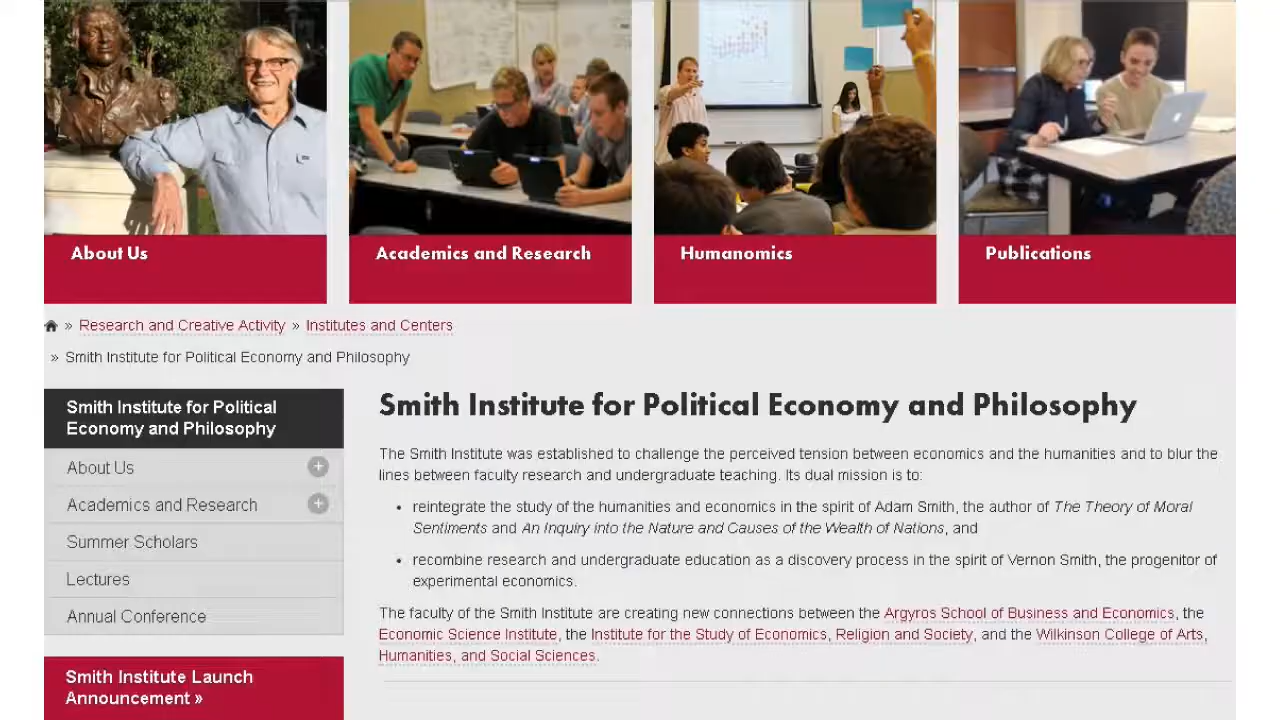 About Us
Academics and Research
Humanomics
Publications
» Research and Creative Activity » Institutes and Centers
» Smith Institute for Political Economy and Philosophy
Smith Institute for Political
Economy and Philosophy
About Us
Academics and Research
Summer Scholars
Lectures
Annual Conference
Smith Institute Launch
Announcement »
Smith Institute for Political Economy and Philosophy
The Smith Institute was established to challenge the perceived tension between economics and the humanities and to blur the
lines between faculty research and undergraduate teaching. Its dual mission is to:
• reintegrate the study of the humanities and economics in the spirit of Adam Smith, the author of The Theory of Moral
Sentiments and An Inquiry into the Nature and Causes of the Wealth of Nations, and
• recombine research and undergraduate education as a discovery process in the spirit of Vernon Smith, the progenitor of
experimental economics.
The faculty of the Smith Institute are creating new connections between the Argyros School of Business and Economics, the
Economic Science Institute, the Institute for the Study of Economics, Religion and Society, and the Wilkinson College of Arts,
Humanities, and Social Sciences.